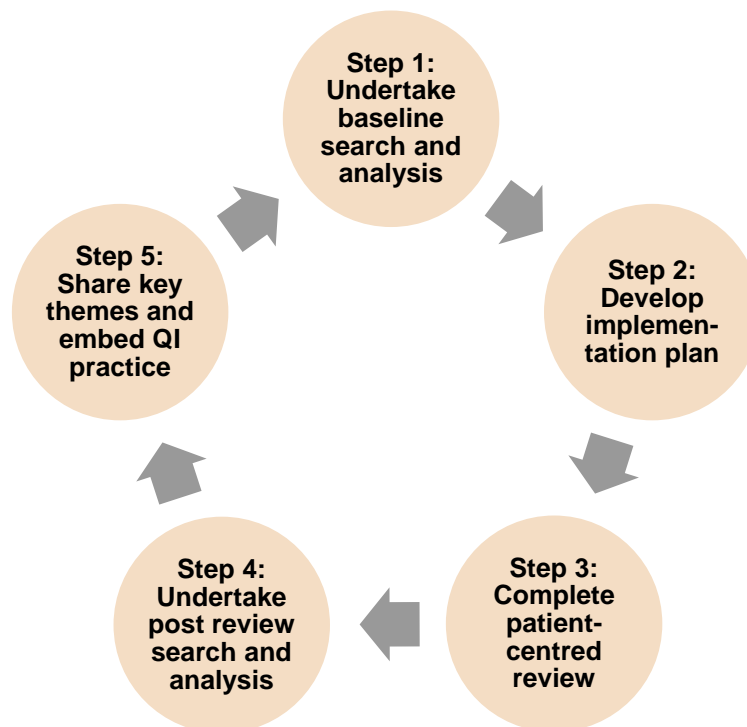 Step 1:
Undertake
baseline
search and
analysis
Step 2:
Develop
implemen-
tation plan
Step 3:
Complete
patient-
centred
review
Step 4:
Undertake
post review
search and
analysis
Step 5:
Share key
themes and
embed QI
practice